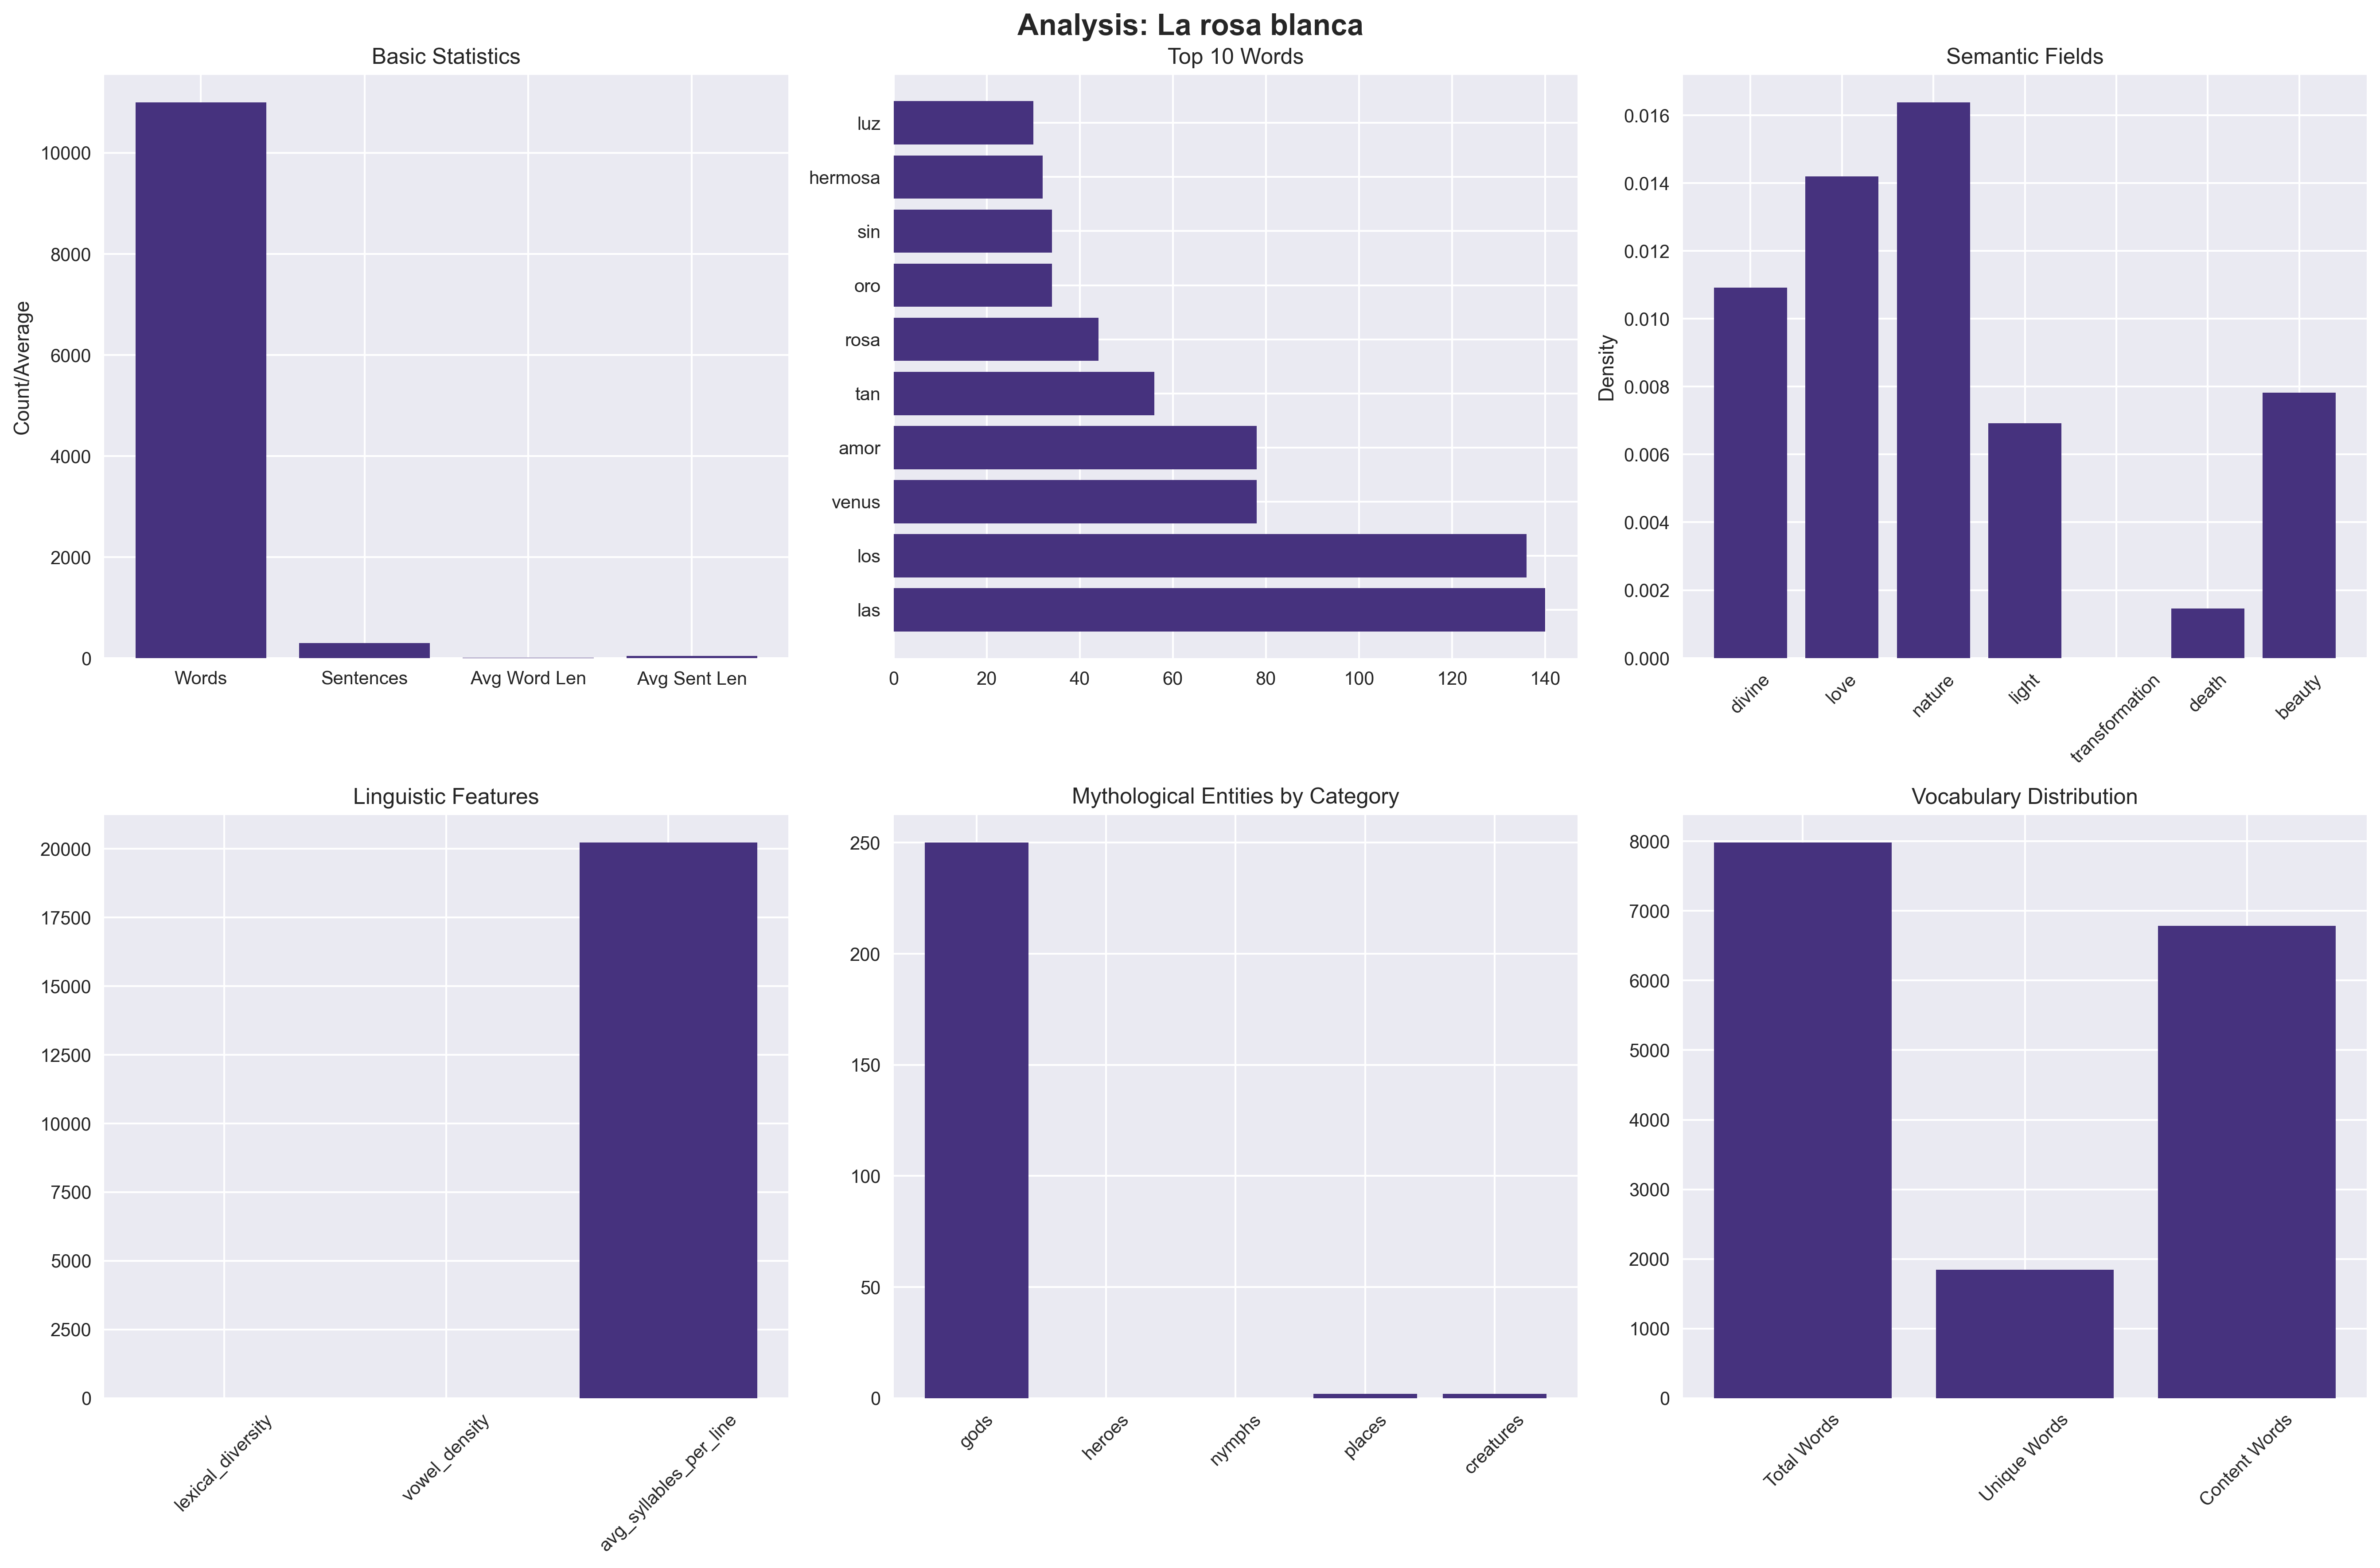 Analysis: La rosa blanca
Basic Statistics
Count/Average
10000
8000
6000
4000
2000
0
Words
Sentences
Avg Word Len
Avg Sent Len
Top 10 Words
luz
hermosa
sin
oro
rosa
tan
amor
venus
los
las
0
20
40
60
80
100
120
140
Semantic Fields
Density
0.016
0.014
0.012
0.010
0.008
0.006
0.004
0.002
0.000
divine
love
nature
light
transformation
death
beauty
Linguistic Features
20000
17500
15000
12500
10000
7500
5000
2500
0
lexical_diversity
vowel_density
avg_syllables_per_line
Mythological Entities by Category
250
200
150
100
50
0
gods
heroes
nymphs
places
creatures
Vocabulary Distribution
8000
7000
6000
5000
4000
3000
2000
1000
0
Total Words
Unique Words
Content Words